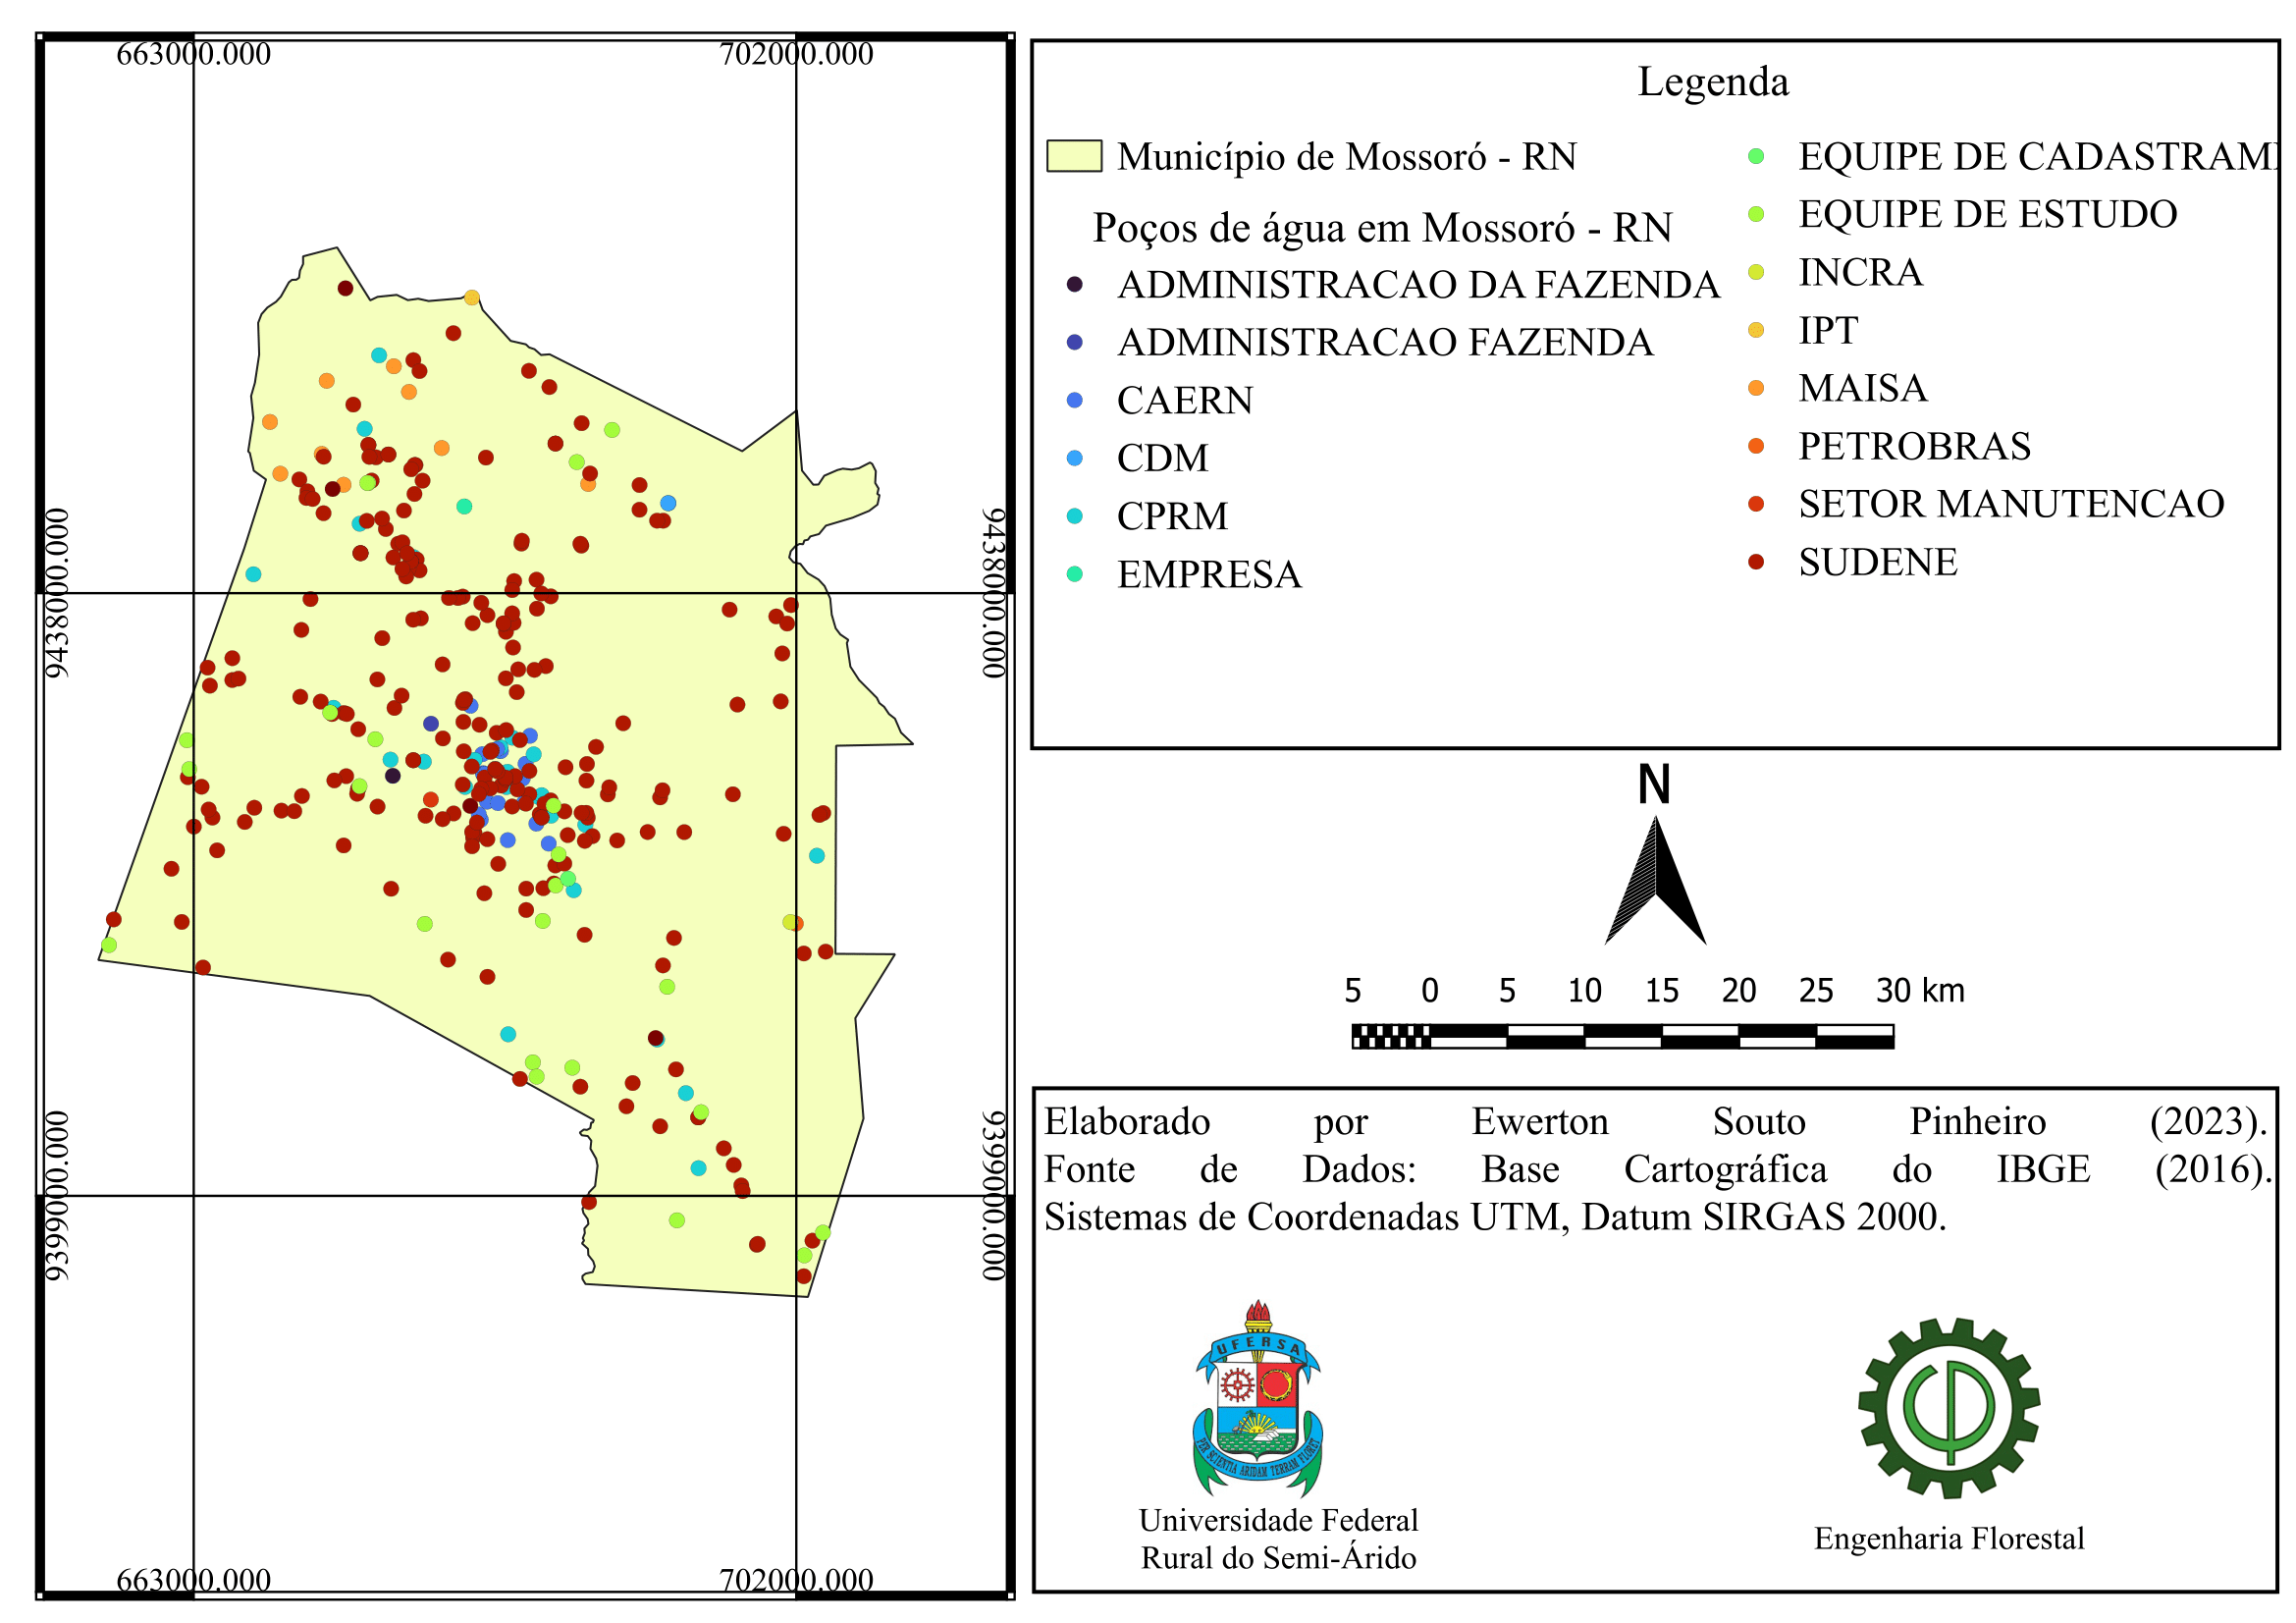 663000.000
702000.000
9438000.000
9438000.000
9399000.000
9399000.000
663000.000
702000.000
Legenda
Município de Mossoró - RN
Poços de água em Mossoró - RN
ADMINISTRACAO DA FAZENDA
ADMINISTRACAO FAZENDA
CAERN
CDM
CPRM
EMPRESA
EQUIPE DE CADASTRAM
EQUIPE DE ESTUDO
INCRA
IPT
MAISA
PETROBRAS
SETOR MANUTENCAO
SUDENE
N
5 0 5 10 15 20 25 30 km
Elaborado por Ewerton Souto Pinheiro (2023).
Fonte de Dados: Base Cartográfica do IBGE (2016).
Sistemas de Coordenadas UTM, Datum SIRGAS 2000.
UFERSA
PER SCIENTIA ARIDAM TERRAM FLORET
Universidade Federal
Rural do Semi-Árido
Engenharia Florestal